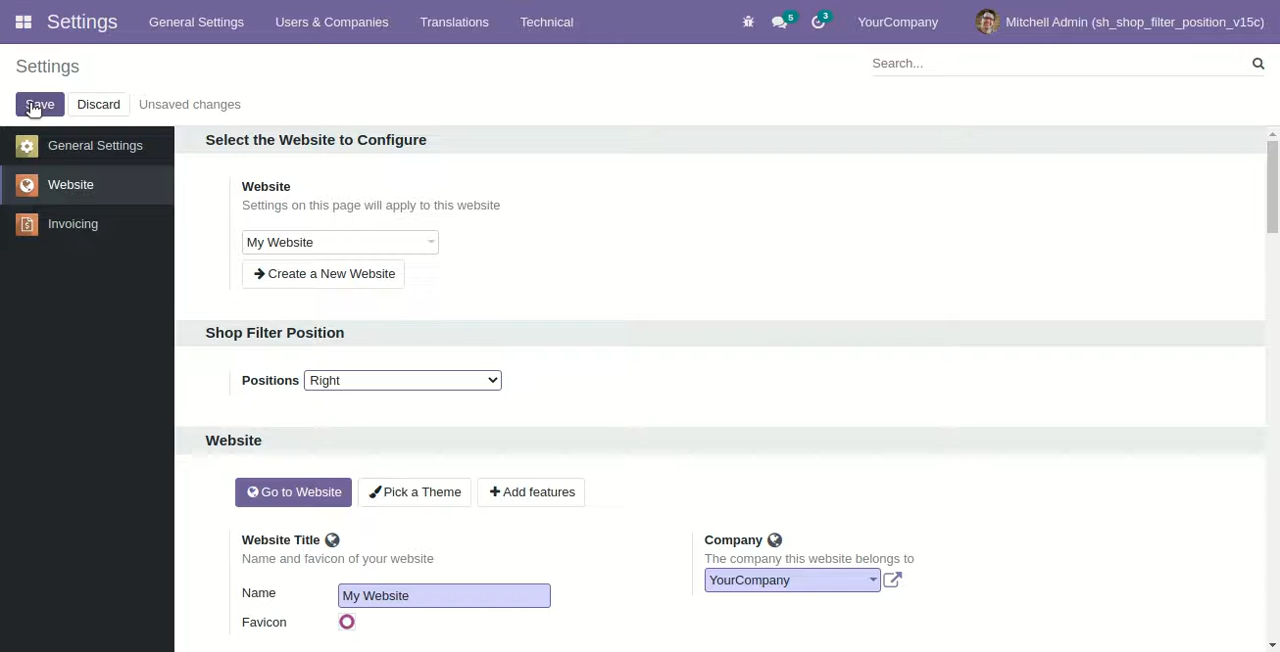 Settings General Settings Users & Companies Translations Technical 5 3 YourCompany Mitchell Admin (sh_shop_filter_position_v15c)
Settings Search...
Save Discard Unsaved changes
General Settings
Website
Invoicing
Select the Website to Configure
Website
Settings on this page will apply to this website
My Website
Create a New Website
Shop Filter Position
Positions Right
Website
Go to Website Pick a Theme Add features
Website Title
Name and favicon of your website
Name My Website
Favicon
Company
The company this website belongs to
YourCompany